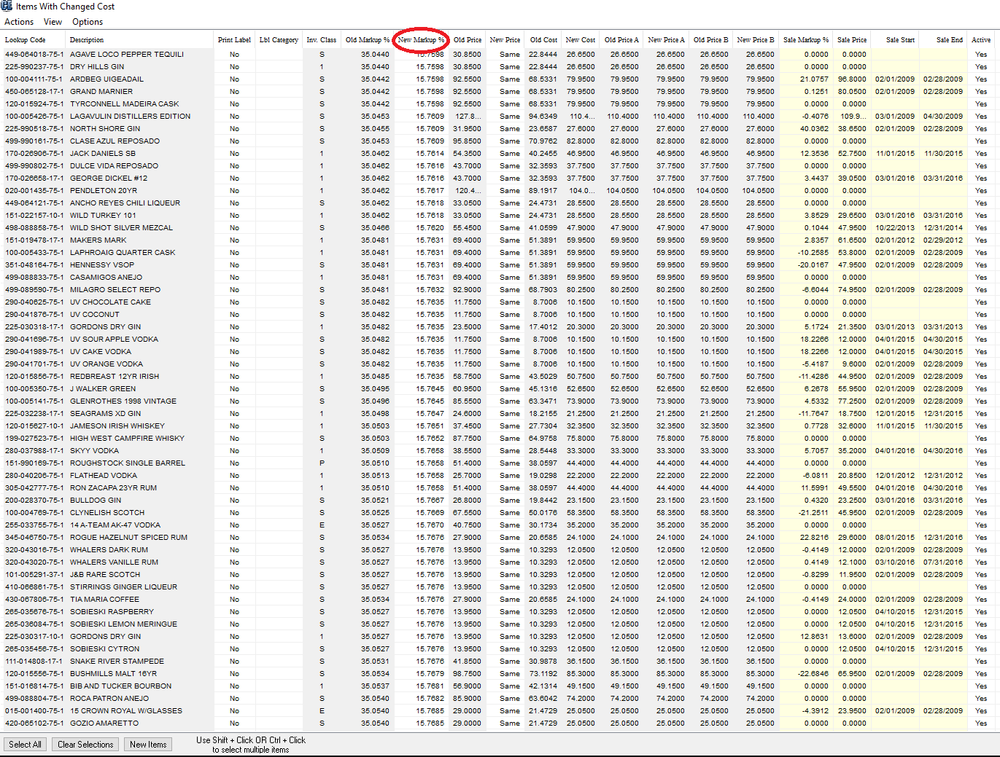 Items With Changed Cost
Actions View Options
Lookup Code Description Print Label Lbl Category Inv. Class Old Markup % New Markup % Old Price New Price Old Cost New Cost Old Price A New Price A Old Price B New Price B Sale Markup % Sale Price Sale Start Sale End Active
449-064018-75-1 AGAVE LOCO PEPPER TEQUILI No S 35.0440 15.7598 30.8500 Same 22.8444 26.6500 26.6500 26.6500 26.6500 26.6500 0.0000 0.0000 Yes
225-990237-75-1 DRY HILLS GIN No 1 35.0440 15.7598 30.8500 Same 22.8444 26.6500 26.6500 26.6500 26.6500 26.6500 0.0000 0.0000 Yes
100-004111-75-1 ARDBEG UIGEADAIL No S 35.0442 15.7598 92.5500 Same 68.5331 79.9500 79.9500 79.9500 79.9500 79.9500 21.0757 96.8000 02/01/2009 02/28/2009 Yes
450-065128-17-1 GRAND MARNIER No S 35.0442 15.7598 92.5500 Same 68.5331 79.9500 79.9500 79.9500 79.9500 79.9500 0.1251 80.0500 02/01/2009 02/28/2009 Yes
120-015924-75-1 TYRCONNELL MADEIRA CASK No S 35.0442 15.7598 92.5500 Same 68.5331 79.9500 79.9500 79.9500 79.9500 79.9500 0.0000 0.0000 Yes
100-005426-75-1 LAGAVULIN DISTILLERS EDITION No S 35.0453 15.7609 127.8... Same 94.6349 110.4... 110.4000 110.4000 110.4000 110.4000 -0.4076 109.9... 03/01/2009 04/30/2009 Yes
225-990518-75-1 NORTH SHORE GIN No S 35.0455 15.7609 31.9500 Same 23.6587 27.6000 27.6000 27.6000 27.6000 27.6000 40.0362 38.6500 02/01/2009 02/28/2009 Yes
499-990161-75-1 CLASE AZUL REPOSADO No S 35.0453 15.7609 95.8500 Same 70.9762 82.8000 82.8000 82.8000 82.8000 82.8000 0.0000 0.0000 Yes
170-026906-75-1 JACK DANIELS SB No 1 35.0462 15.7614 54.3500 Same 40.2455 46.9500 46.9500 46.9500 46.9500 46.9500 12.3536 52.7500 11/01/2015 11/30/2015 Yes
499-990802-75-1 DULCE VIDA REPOSADO No 1 35.0462 15.7616 43.7000 Same 32.3593 37.7500 37.7500 37.7500 37.7500 37.7500 0.0000 0.0000 Yes
170-026658-17-1 GEORGE DICKEL #12 No 1 35.0462 15.7616 43.7000 Same 32.3593 37.7500 37.7500 37.7500 37.7500 37.7500 3.4437 39.0500 03/01/2016 03/31/2016 Yes
020-001435-75-1 PENDLETON 20YR No 1 35.0462 15.7617 120.4... Same 89.1917 104.0... 104.0500 104.0500 104.0500 104.0500 0.0000 0.0000 Yes
449-064121-75-1 ANCHO REYES CHILI LIQUEUR No S 35.0462 15.7618 33.0500 Same 24.4731 28.5500 28.5500 28.5500 28.5500 28.5500 0.0000 0.0000 Yes
151-022157-10-1 WILD TURKEY 101 No 1 35.0462 15.7618 33.0500 Same 24.4731 28.5500 28.5500 28.5500 28.5500 28.5500 3.8529 29.6500 03/01/2016 03/31/2016 Yes
498-088858-75-1 WILD SHOT SILVER MEZCAL No S 35.0466 15.7620 55.4500 Same 41.0599 47.9000 47.9000 47.9000 47.9000 47.9000 0.1044 47.9500 10/22/2013 12/31/2014 Yes
151-019478-17-1 MAKERS MARK No 1 35.0481 15.7631 69.4000 Same 51.3891 59.9500 59.9500 59.9500 59.9500 59.9500 2.8357 61.6500 02/01/2012 02/29/2012 Yes
100-005433-75-1 LAPHROAIG QUARTER CASK No 1 35.0481 15.7631 69.4000 Same 51.3891 59.9500 59.9500 59.9500 59.9500 59.9500 -10.2585 53.8000 02/01/2009 02/28/2009 Yes
351-048164-75-1 HENNESSY VSOP No S 35.0481 15.7631 69.4000 Same 51.3891 59.9500 59.9500 59.9500 59.9500 59.9500 -20.0167 47.9500 02/01/2009 02/28/2009 Yes
499-088833-75-1 CASAMIGOS ANEJO No 1 35.0481 15.7631 69.4000 Same 51.3891 59.9500 59.9500 59.9500 59.9500 59.9500 0.0000 0.0000 Yes
499-089590-75-1 MILAGRO SELECT REPO No S 35.0481 15.7632 92.9000 Same 68.7903 80.2500 80.2500 80.2500 80.2500 80.2500 -6.6044 74.9500 02/01/2009 02/28/2009 Yes
290-040625-75-1 UV CHOCOLATE CAKE No S 35.0482 15.7635 11.7500 Same 8.7006 10.1500 10.1500 10.1500 10.1500 10.1500 0.0000 0.0000 Yes
290-041876-75-1 UV COCONUT No S 35.0482 15.7635 11.7500 Same 8.7006 10.1500 10.1500 10.1500 10.1500 10.1500 0.0000 0.0000 Yes
225-030318-17-1 GORDONS DRY GIN No 1 35.0482 15.7635 23.5000 Same 17.4012 20.3000 20.3000 20.3000 20.3000 20.3000 5.1724 21.3500 03/01/2013 03/31/2013 Yes
290-041696-75-1 UV SOUR APPLE VODKA No S 35.0482 15.7635 11.7500 Same 8.7006 10.1500 10.1500 10.1500 10.1500 10.1500 18.2266 12.0000 04/01/2015 04/30/2015 Yes
290-041989-75-1 UV CAKE VODKA No S 35.0482 15.7635 11.7500 Same 8.7006 10.1500 10.1500 10.1500 10.1500 10.1500 18.2266 12.0000 04/01/2015 04/30/2015 Yes
290-041701-75-1 UV ORANGE VODKA No S 35.0482 15.7635 11.7500 Same 8.7006 10.1500 10.1500 10.1500 10.1500 10.1500 -5.4187 9.6000 02/01/2009 02/28/2009 Yes
120-015856-75-1 REDBREAST 12YR IRISH No 1 35.0485 15.7635 58.7500 Same 43.5029 50.7500 50.7500 50.7500 50.7500 50.7500 -11.4286 44.9500 02/01/2009 02/28/2009 Yes
100-005350-75-1 J WALKER GREEN No S 35.0495 15.7645 60.9500 Same 45.1316 52.6500 52.6500 52.6500 52.6500 52.6500 6.2678 55.9500 02/01/2009 02/28/2009 Yes
100-005141-75-1 GLENROTHES 1998 VINTAGE No S 35.0496 15.7645 85.5500 Same 63.3471 73.9000 73.9000 73.9000 73.9000 73.9000 4.5332 77.2500 02/01/2009 02/28/2009 Yes
225-032238-17-1 SEAGRAMS XD GIN No 1 35.0498 15.7647 24.6000 Same 18.2155 21.2500 21.2500 21.2500 21.2500 21.2500 -11.7647 18.7500 12/01/2015 12/31/2015 Yes
120-015627-10-1 JAMESON IRISH WHISKEY No 1 35.0503 15.7651 37.4500 Same 27.7304 32.3500 32.3500 32.3500 32.3500 32.3500 0.7728 32.6000 11/01/2015 11/30/2015 Yes
199-027523-75-1 HIGH WEST CAMPFIRE WHISKY No S 35.0503 15.7652 87.7500 Same 64.9758 75.8000 75.8000 75.8000 75.8000 75.8000 0.0000 0.0000 Yes
280-037988-17-1 SKYY VODKA No 1 35.0509 15.7658 38.5500 Same 28.5448 33.3000 33.3000 33.3000 33.3000 33.3000 5.7057 35.2000 04/01/2016 04/30/2016 Yes
151-990169-75-1 ROUGHSTOCK SINGLE BARREL No P 35.0510 15.7658 51.4000 Same 38.0597 44.4000 44.4000 44.4000 44.4000 44.4000 0.0000 0.0000 Yes
280-040206-75-1 FLATHEAD VODKA No 1 35.0513 15.7658 25.7000 Same 19.0298 22.2000 22.2000 22.2000 22.2000 22.2000 -6.0811 20.8500 12/01/2012 12/31/2012 Yes
305-042777-75-1 RON ZACAPA 23YR RUM No 1 35.0510 15.7658 51.4000 Same 38.0597 44.4000 44.4000 44.4000 44.4000 44.4000 11.5991 49.5500 04/01/2016 04/30/2016 Yes
200-028370-75-1 BULLDOG GIN No S 35.0521 15.7667 26.8000 Same 19.8442 23.1500 23.1500 23.1500 23.1500 23.1500 0.4320 23.2500 03/01/2016 03/31/2016 Yes
100-004769-75-1 CLYNELISH SCOTCH No S 35.0525 15.7669 67.5500 Same 50.0176 58.3500 58.3500 58.3500 58.3500 58.3500 -21.2511 45.9500 02/01/2009 02/28/2009 Yes
255-033755-75-1 14 A-TEAM AK-47 VODKA No E 35.0527 15.7670 40.7500 Same 30.1734 35.2000 35.2000 35.2000 35.2000 35.2000 0.0000 0.0000 Yes
345-046750-75-1 ROGUE HAZELNUT SPICED RUM No S 35.0534 15.7676 27.9000 Same 20.6585 24.1000 24.1000 24.1000 24.1000 24.1000 22.8216 29.6000 08/01/2015 12/31/2016 Yes
320-043016-75-1 WHALERS DARK RUM No S 35.0527 15.7676 13.9500 Same 10.3293 12.0500 12.0500 12.0500 12.0500 12.0500 -0.4149 12.0000 02/01/2009 02/28/2009 Yes
320-043020-75-1 WHALERS VANILLE RUM No S 35.0527 15.7676 13.9500 Same 10.3293 12.0500 12.0500 12.0500 12.0500 12.0500 0.4149 12.1000 03/10/2016 07/31/2016 Yes
101-005291-37-1 J&B RARE SCOTCH No S 35.0527 15.7676 13.9500 Same 10.3293 12.0500 12.0500 12.0500 12.0500 12.0500 -0.8299 11.9500 02/01/2009 02/28/2009 Yes
410-066861-75-1 STIRRINGS GINGER LIQUEUR No S 35.0527 15.7676 13.9500 Same 10.3293 12.0500 12.0500 12.0500 12.0500 12.0500 0.0000 0.0000 Yes
430-067806-75-1 TIA MARIA COFFEE No S 35.0534 15.7676 27.9000 Same 20.6585 24.1000 24.1000 24.1000 24.1000 24.1000 -0.4149 24.0000 02/01/2009 02/28/2009 Yes
265-035676-75-1 SOBIESKI RASPBERRY No S 35.0527 15.7676 13.9500 Same 10.3293 12.0500 12.0500 12.0500 12.0500 12.0500 0.0000 12.0500 04/10/2015 12/31/2015 Yes
265-036084-75-1 SOBIESKI LEMON MERINGUE No S 35.0527 15.7676 13.9500 Same 10.3293 12.0500 12.0500 12.0500 12.0500 12.0500 0.0000 12.0500 04/10/2015 12/31/2015 Yes
225-030317-10-1 GORDONS DRY GIN No 1 35.0527 15.7676 13.9500 Same 10.3293 12.0500 12.0500 12.0500 12.0500 12.0500 12.8631 13.6000 02/01/2009 02/28/2009 Yes
265-035456-75-1 SOBIESKI CYTRON No S 35.0527 15.7676 13.9500 Same 10.3293 12.0500 12.0500 12.0500 12.0500 12.0500 0.0000 12.0500 04/10/2015 12/31/2015 Yes
111-014808-17-1 SNAKE RIVER STAMPEDE No S 35.0531 15.7676 41.8500 Same 30.9878 36.1500 36.1500 36.1500 36.1500 36.1500 0.0000 0.0000 Yes
120-015556-75-1 BUSHMILLS MALT 16YR No S 35.0534 15.7679 98.7500 Same 73.1192 85.3000 85.3000 85.3000 85.3000 85.3000 -22.6846 65.9500 02/01/2009 02/28/2009 Yes
151-016814-75-1 BIB AND TUCKER BOURBON No 1 35.0537 15.7681 56.9000 Same 42.1314 49.1500 49.1500 49.1500 49.1500 49.1500 0.0000 0.0000 Yes
499-088804-75-1 ROCA PATRON ANEJO No S 35.0540 15.7682 85.9000 Same 63.6042 74.2000 74.2000 74.2000 74.2000 74.2000 0.0000 0.0000 Yes
015-001400-75-1 15 CROWN ROYAL W/GLASSES No E 35.0540 15.7685 29.0000 Same 21.4729 25.0500 25.0500 25.0500 25.0500 25.0500 -4.3912 23.9500 02/01/2009 02/28/2009 Yes
420-065102-75-1 GOZIO AMARETTO No S 35.0540 15.7685 29.0000 Same 21.4729 25.0500 25.0500 25.0500 25.0500 25.0500 0.0000 0.0000 Yes
Select All Clear Selections New Items Use Shift + Click OR Ctrl + Click
to select multiple items